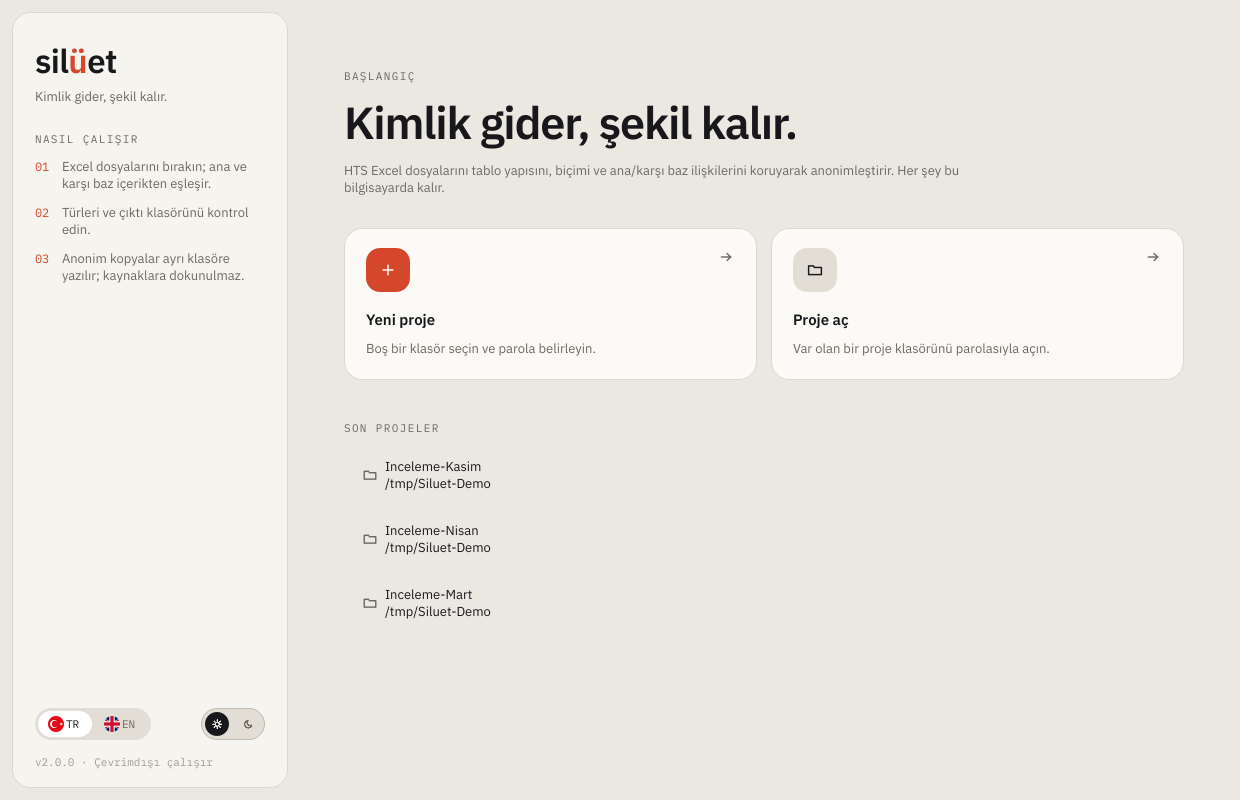 silüet
Kimlik gider, şekil kalır.
NASIL ÇALIŞIR
01 Excel dosyalarını bırakın; ana ve
karşı baz içerikten eşleşir.
02 Türleri ve çıktı klasörünü kontrol
edin.
03 Anonim kopyalar ayrı klasöre
yazılır; kaynaklara dokunulmaz.
TR EN
v2.0.0 · Çevrimdışı çalışır
BAŞLANGIÇ
Kimlik gider, şekil kalır.
HTS Excel dosyalarını tablo yapısını, biçimi ve ana/karşı baz ilişkilerini koruyarak anonimleştirir. Her şey bu
bilgisayarda kalır.
Yeni proje
Boş bir klasör seçin ve parola belirleyin.
Proje aç
Var olan bir proje klasörünü parolasıyla açın.
SON PROJELER
Inceleme-Kasim
/tmp/Siluet-Demo
Inceleme-Nisan
/tmp/Siluet-Demo
Inceleme-Mart
/tmp/Siluet-Demo